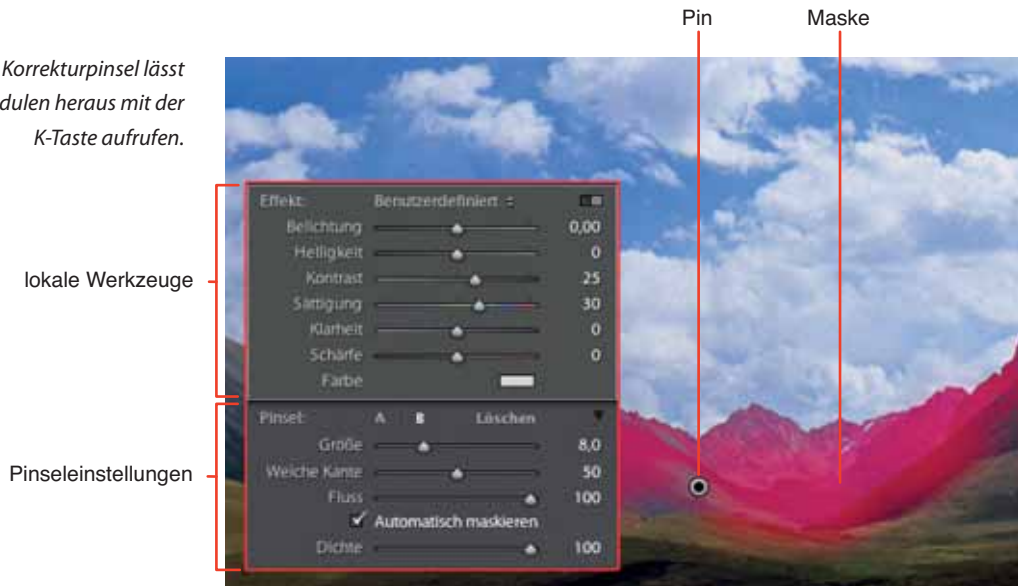 Pin Maske
Korrekturpinsel lässt
dulen heraus mit der
K-Taste aufrufen.
lokale Werkzeuge
Effekt: Benutzerdefiniert
Belichtung 0,00
Helligkeit 0
Kontrast 25
Sättigung 30
Klarheit 0
Schärfe 0
Farbe
Pinseleinstellungen
Pinsel: A B Löschen
Größe 8,0
Weiche Kante 50
Fluss 100
Automatisch maskieren
Dichte 100